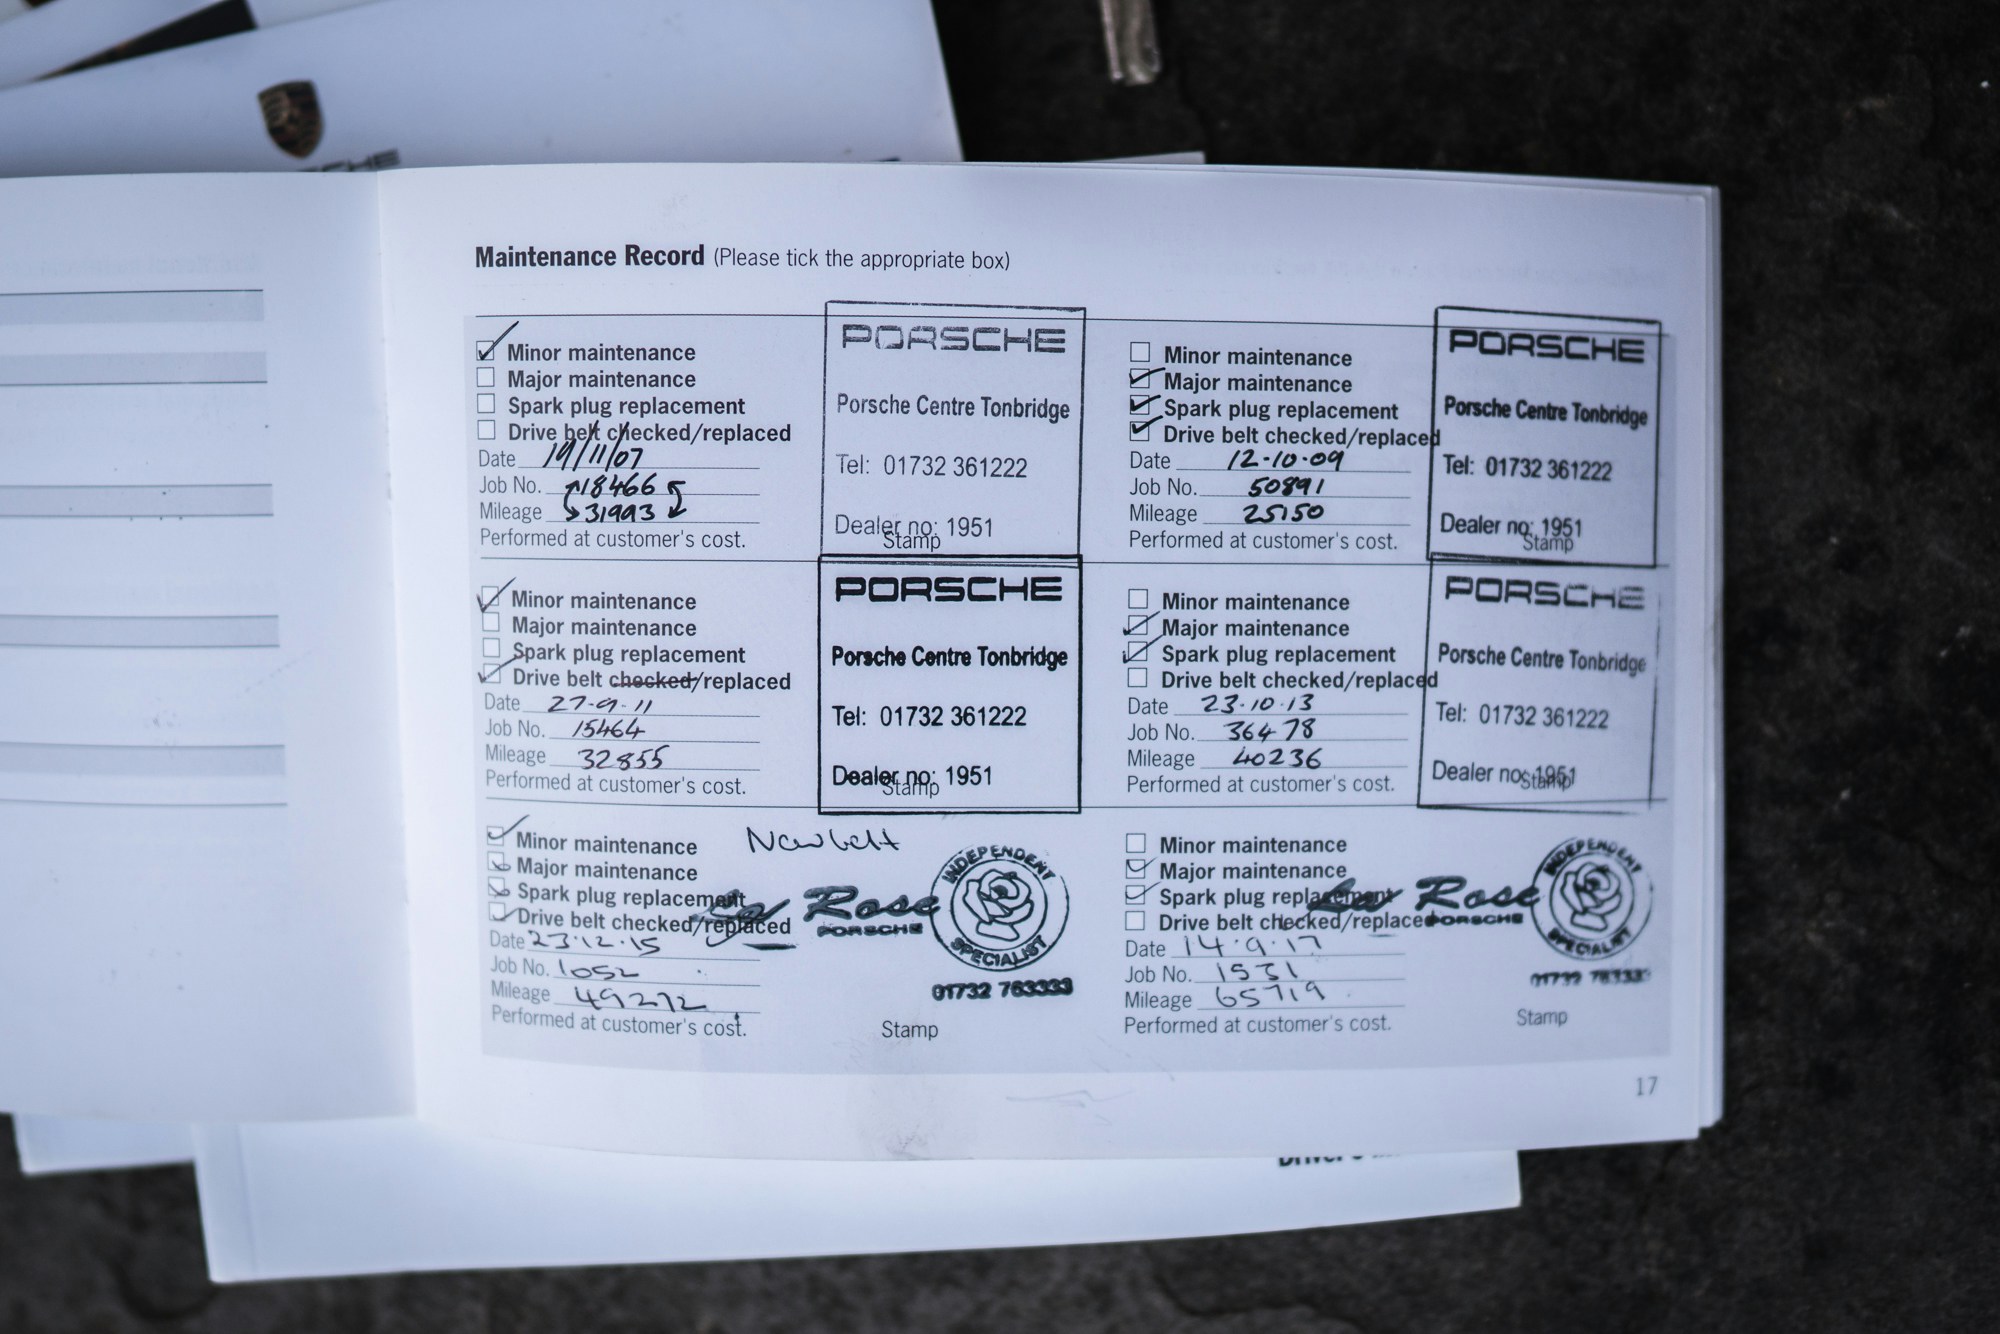 Maintenance Record (Please tick the appropriate box)
Minor maintenance
Major maintenance
Spark plug replacement
Drive belt checked/replaced
Date 19/11/07
Job No. 18466
Mileage 31993
Performed at customer's cost.
PORSCHE
Porsche Centre Tonbridge
Tel: 01732 361222
Dealer no: 1951
Stamp
Minor maintenance
Major maintenance
Spark plug replacement
Drive belt checked/replaced
Date 12.10.09
Job No. 50891
Mileage 25150
Performed at customer's cost.
PORSCHE
Porsche Centre Tonbridge
Tel: 01732 361222
Dealer no: 1951
Stamp
Minor maintenance
Major maintenance
Spark plug replacement
Drive belt checked/replaced
Date 27-9-11
Job No. 15464
Mileage 32855
Performed at customer's cost.
PORSCHE
Porsche Centre Tonbridge
Tel: 01732 361222
Dealer no: 1951
Stamp
Minor maintenance
Major maintenance
Spark plug replacement
Drive belt checked/replaced
Date 23.10.13
Job No. 36478
Mileage 40236
Performed at customer's cost.
PORSCHE
Porsche Centre Tonbridge
Tel: 01732 361222
Dealer no: 1951
Stamp
Minor maintenance
Major maintenance
Spark plug replacement
Drive belt checked/replaced
Date 23.12.15
Job No. 1052
Mileage 49272
Performed at customer's cost.
New belt
Rose
PORSCHE
INDEPENDENT
SPECIALIST
01732 763333
Stamp
Minor maintenance
Major maintenance
Spark plug replacement
Drive belt checked/replaced
Date 14.9.17
Job No. 1531
Mileage 65719
Performed at customer's cost.
Rose
PORSCHE
INDEPENDENT
SPECIALIST
Stamp
17